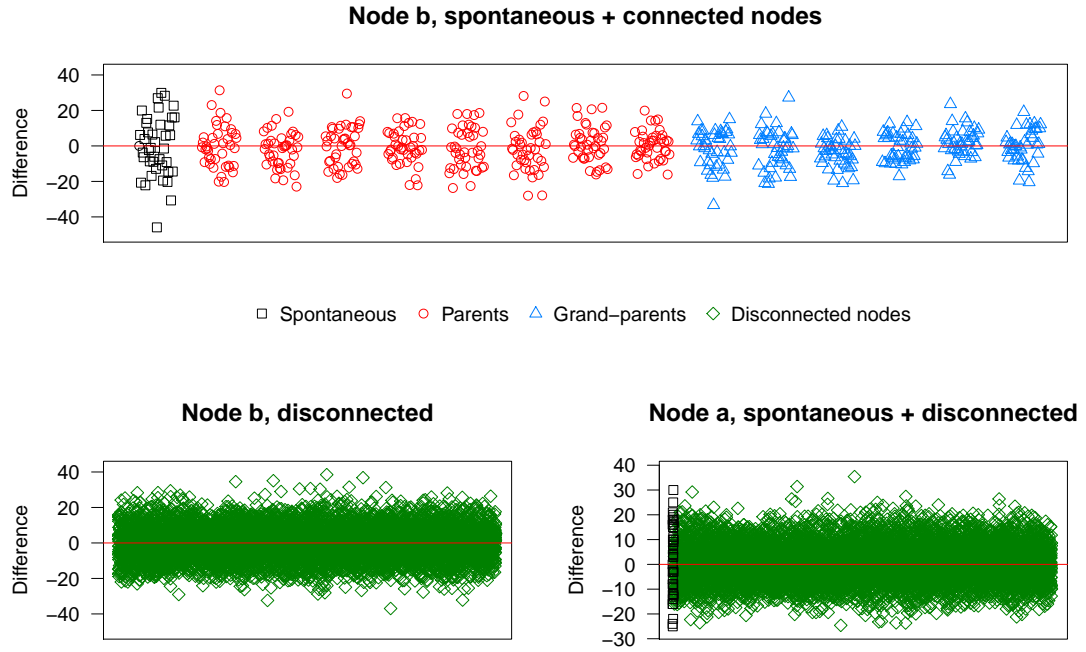 Node b, spontaneous + connected nodes
Difference
40
20
0
−20
−40
Spontaneous Parents Grand−parents Disconnected nodes
Node b, disconnected
Difference
40
20
0
−20
−40
Node a, spontaneous + disconnected
Difference
40
30
20
10
0
−10
−20
−30